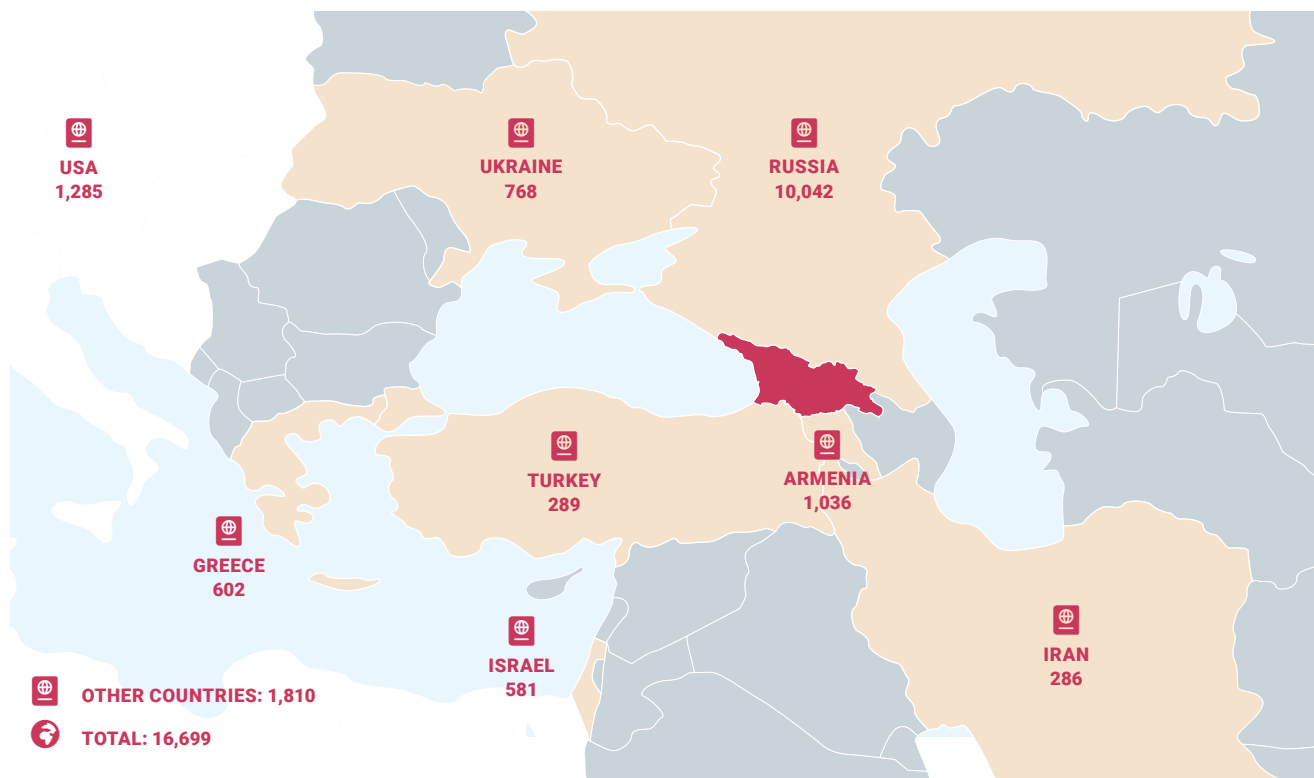 USA
1,285
UKRAINE
768
RUSSIA
10,042
TURKEY
289
ARMENIA
1,036
GREECE
602
ISRAEL
581
IRAN
286
OTHER COUNTRIES: 1,810
TOTAL: 16,699